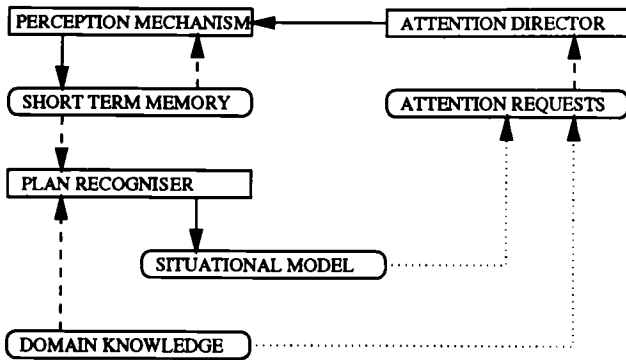 PERCEPTION MECHANISM
ATTENTION DIRECTOR
SHORT TERM MEMORY
ATTENTION REQUESTS
PLAN RECOGNISER
SITUATIONAL MODEL
DOMAIN KNOWLEDGE